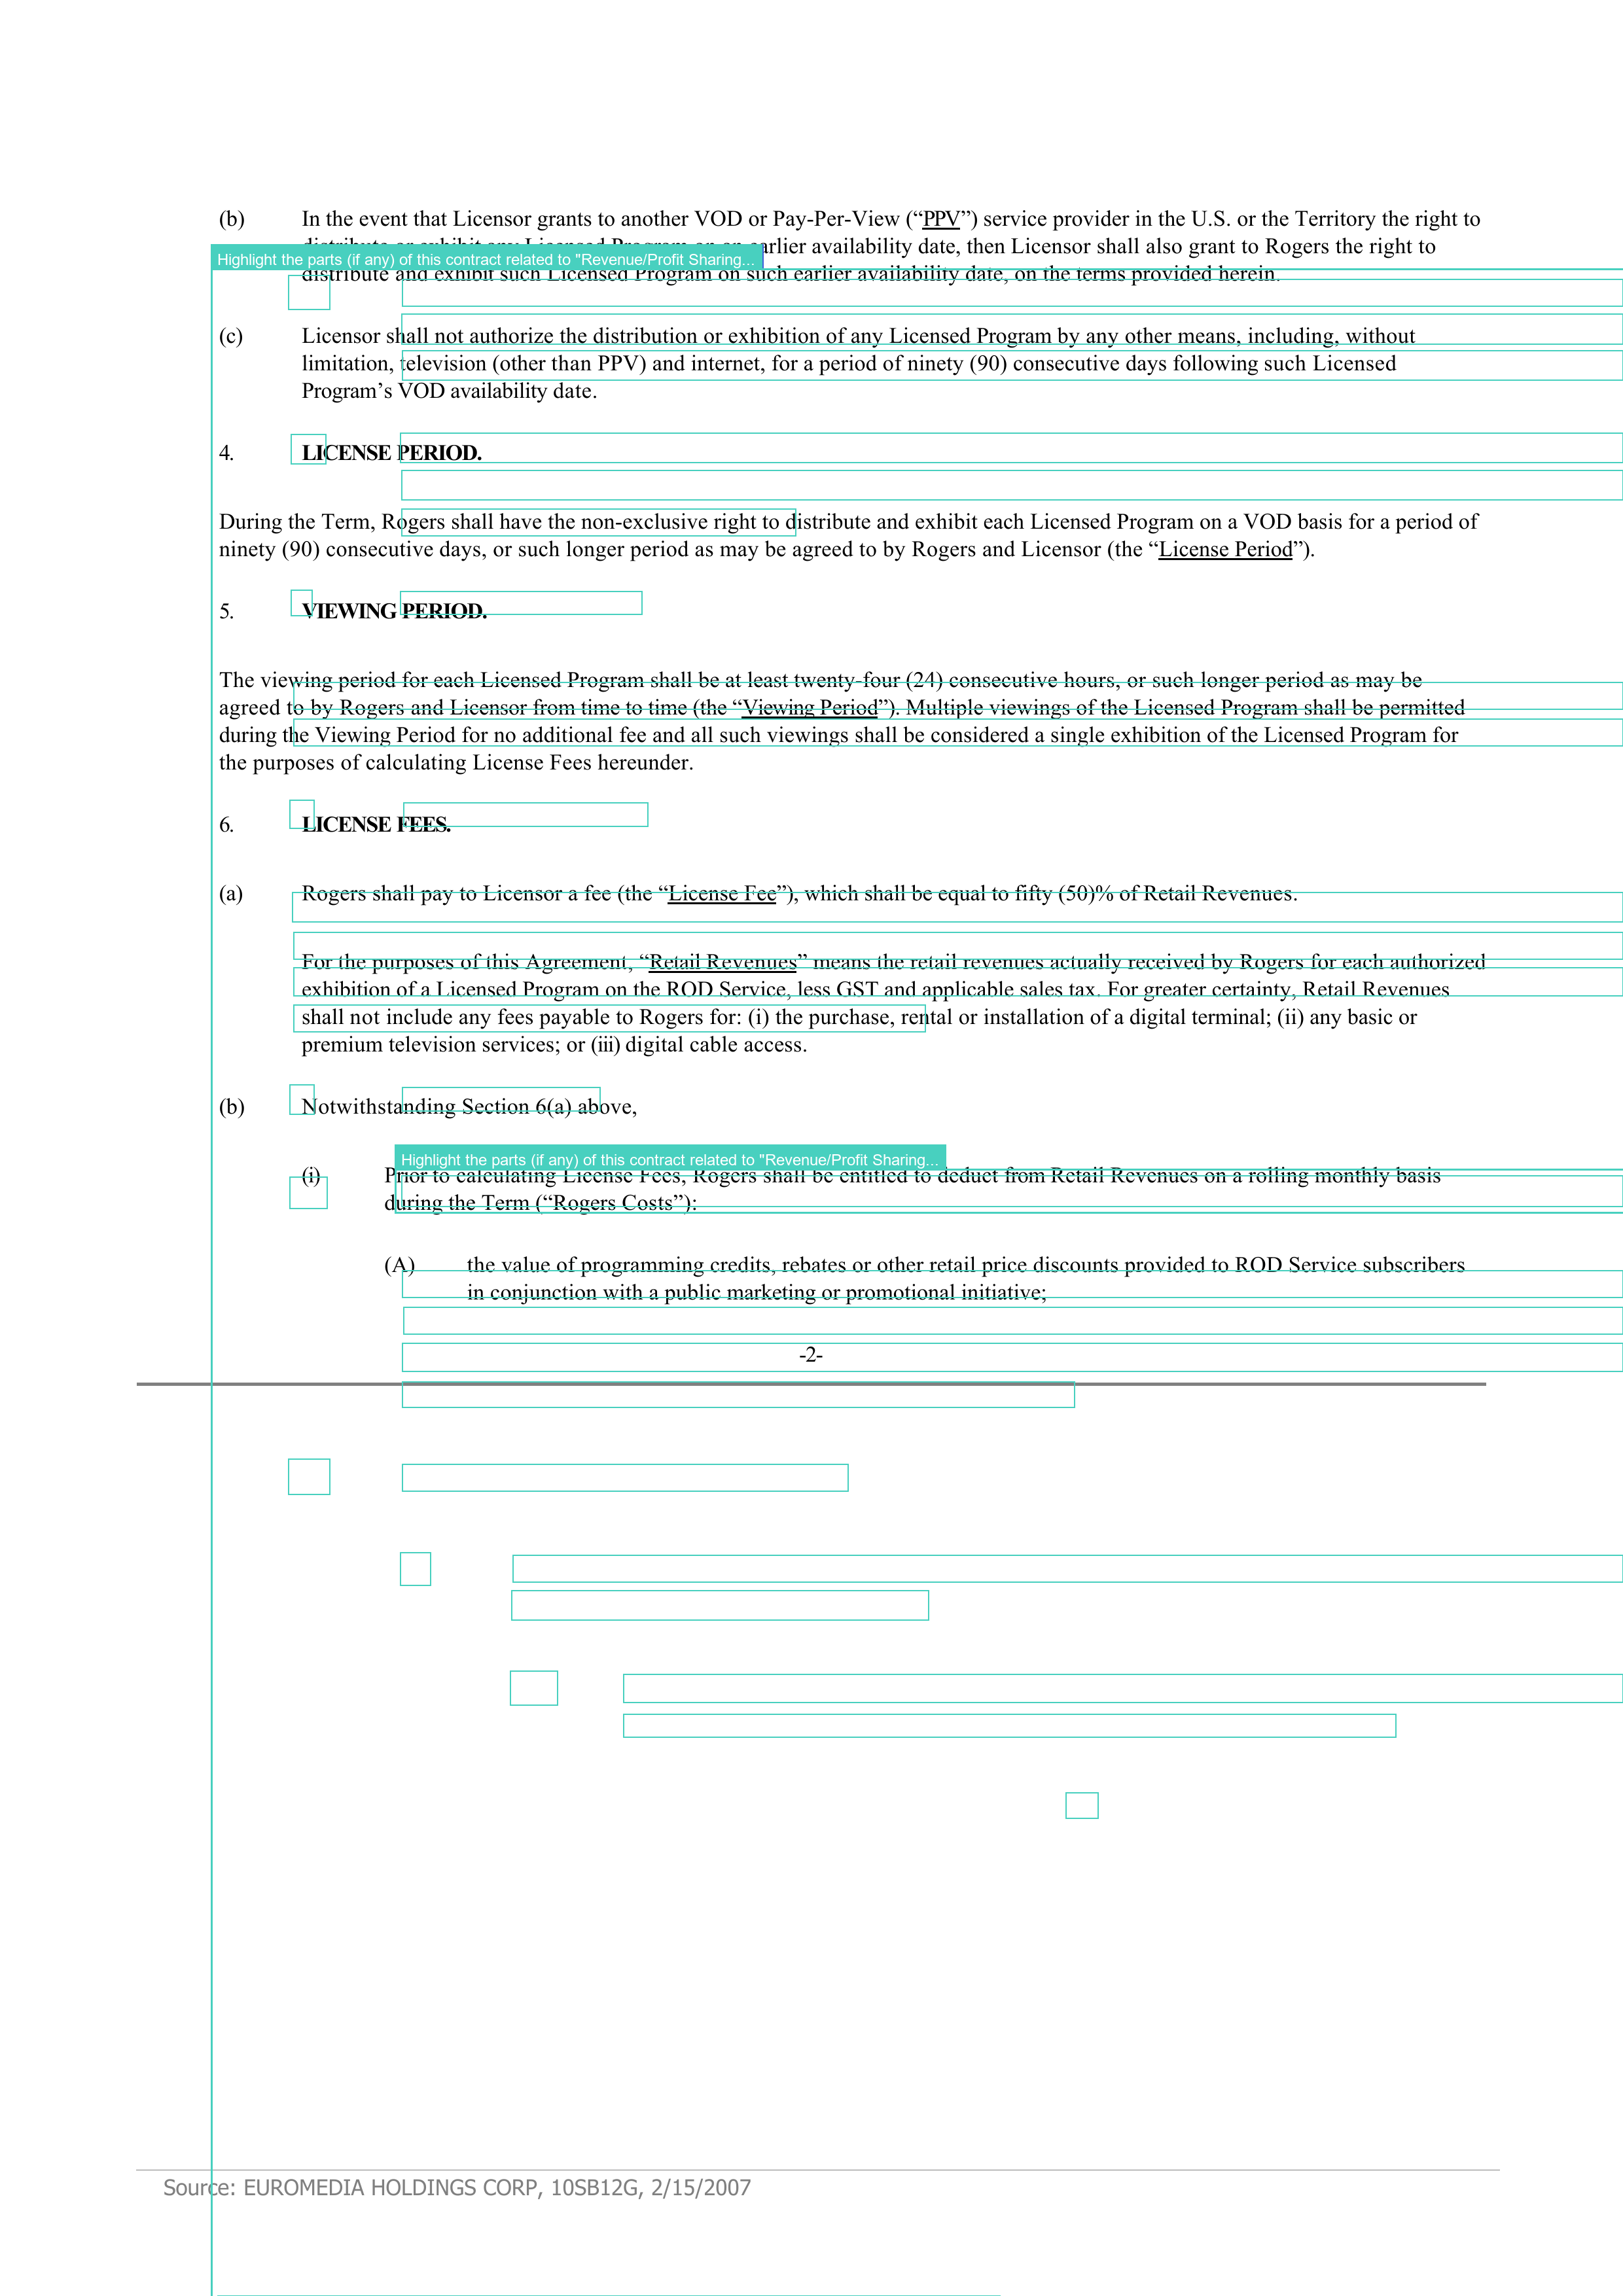 (b) In the event that Licensor grants to another VOD or Pay-Per-View (“PPV”) service provider in the U.S. or the Territory the right to
earlier availability date, then Licensor shall also grant to Rogers the right to
Highlight the parts (if any) of this contract related to "Revenue/Profit Sharing...
distribute and exhibit such Licensed Program on such earlier availability date, on the terms provided herein.
(c) Licensor shall not authorize the distribution or exhibition of any Licensed Program by any other means, including, without
limitation, television (other than PPV) and internet, for a period of ninety (90) consecutive days following such Licensed
Program’s VOD availability date.
4. LICENSE PERIOD.
During the Term, Rogers shall have the non-exclusive right to distribute and exhibit each Licensed Program on a VOD basis for a period of
ninety (90) consecutive days, or such longer period as may be agreed to by Rogers and Licensor (the “License Period”).
5. VIEWING PERIOD.
The viewing period for each Licensed Program shall be at least twenty-four (24) consecutive hours, or such longer period as may be
agreed to by Rogers and Licensor from time to time (the “Viewing Period”). Multiple viewings of the Licensed Program shall be permitted
during the Viewing Period for no additional fee and all such viewings shall be considered a single exhibition of the Licensed Program for
the purposes of calculating License Fees hereunder.
6. LICENSE FEES.
(a) Rogers shall pay to Licensor a fee (the “License Fee”), which shall be equal to fifty (50)% of Retail Revenues.
For the purposes of this Agreement, “Retail Revenues” means the retail revenues actually received by Rogers for each authorized
exhibition of a Licensed Program on the ROD Service, less GST and applicable sales tax. For greater certainty, Retail Revenues
shall not include any fees payable to Rogers for: (i) the purchase, rental or installation of a digital terminal; (ii) any basic or
premium television services; or (iii) digital cable access.
(b) Notwithstanding Section 6(a) above,
Highlight the parts (if any) of this contract related to "Revenue/Profit Sharing...
(i) Prior to calculating License Fees, Rogers shall be entitled to deduct from Retail Revenues on a rolling monthly basis
during the Term (“Rogers Costs”):
(A) the value of programming credits, rebates or other retail price discounts provided to ROD Service subscribers
in conjunction with a public marketing or promotional initiative;
-2-
Source: EUROMEDIA HOLDINGS CORP, 10SB12G, 2/15/2007